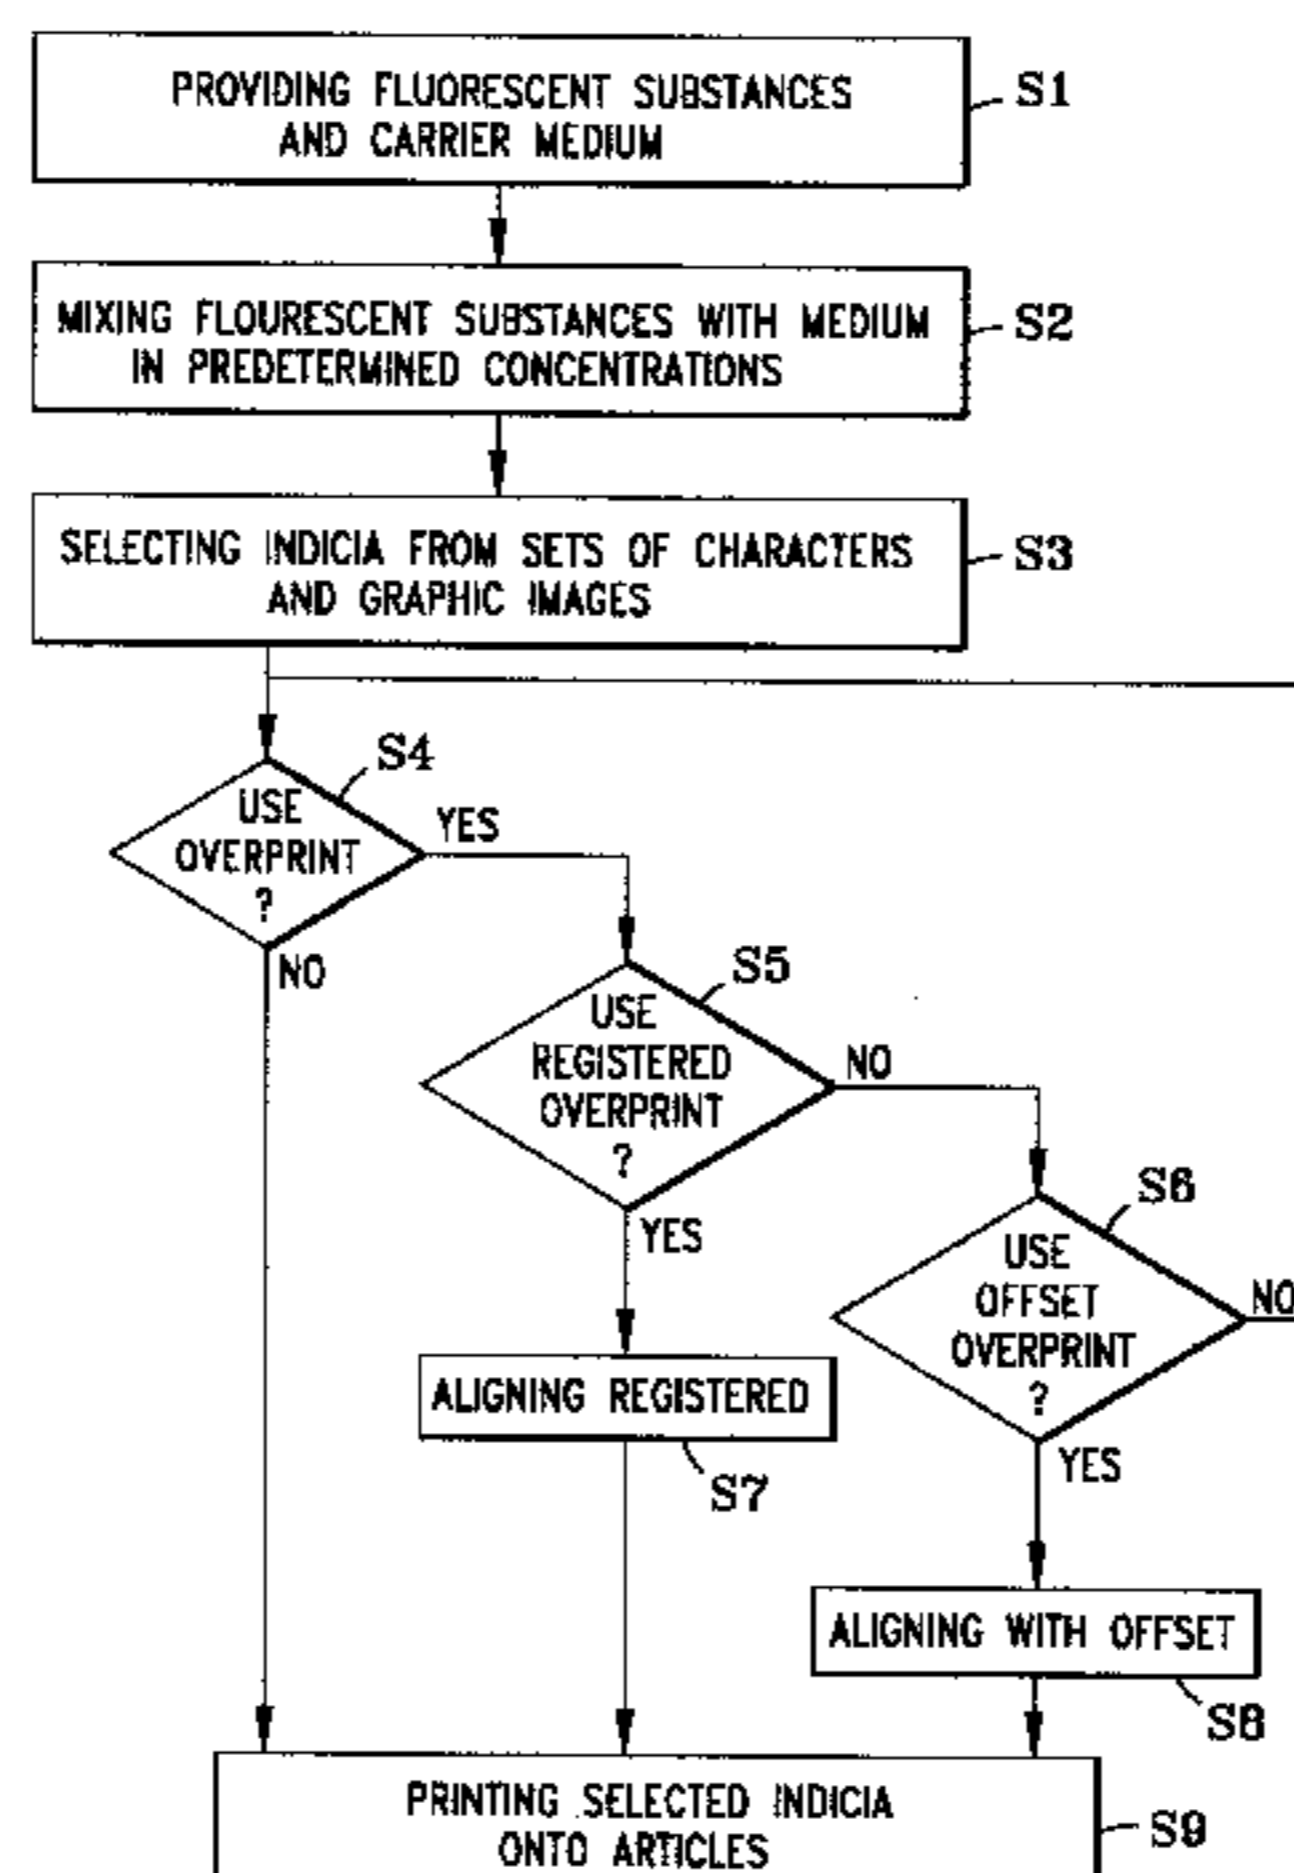 PROVIDING FLUORESCENT SUBSTANCES
AND CARRIER MEDIUM
S1
MIXING FLOURESCENT SUBSTANCES WITH MEDIUM
IN PREDETERMINED CONCENTRATIONS
S2
SELECTING INDICIA FROM SETS OF CHARACTERS
AND GRAPHIC IMAGES
S3
S4
USE
OVERPRINT
?
YES
NO
S5
USE
REGISTERED
OVERPRINT
?
NO
YES
S6
USE
OFFSET
OVERPRINT
?
NO
YES
ALIGNING REGISTERED
S7
ALIGNING WITH OFFSET
S8
PRINTING SELECTED INDICIA
ONTO ARTICLES
S9